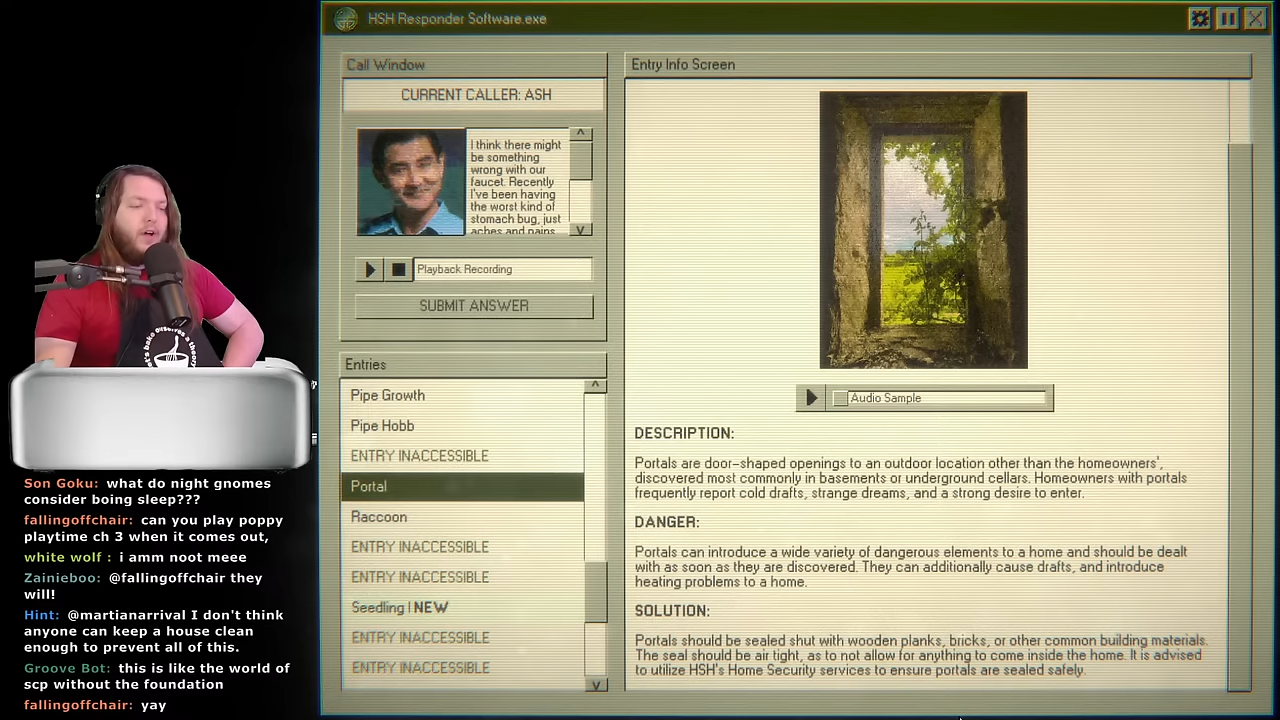 HSH Responder Software.exe
Call Window
CURRENT CALLER: ASH
I think there might
be something
wrong with our
faucet. Recently
I've been having
the worst kind of
stomach bug, just
aches and pains
Playback Recording
SUBMIT ANSWER
Entries
Pipe Growth
Pipe Hobb
ENTRY INACCESSIBLE
Portal
Raccoon
ENTRY INACCESSIBLE
ENTRY INACCESSIBLE
Seedling | NEW
ENTRY INACCESSIBLE
ENTRY INACCESSIBLE
Entry Info Screen
Audio Sample
DESCRIPTION:
Portals are door-shaped openings to an outdoor location other than the homeowners',
discovered most commonly in basements or underground cellars. Homeowners with portals
frequently report cold drafts, strange dreams, and a strong desire to enter.
DANGER:
Portals can introduce a wide variety of dangerous elements to a home and should be dealt
with as soon as they are discovered. They can additionally cause drafts, and introduce
heating problems to a home.
SOLUTION:
Portals should be sealed shut with wooden planks, bricks, or other common building materials.
The seal should be air tight, as to not allow for anything to come inside the home. It is advised
to utilize HSH's Home Security services to ensure portals are sealed safely.
Son Goku: what do night gnomes
consider boing sleep???
fallingoffchair: can you play poppy
playtime ch 3 when it comes out,
white wolf : i amm noot meee
Zainieboo: @fallingoffchair they
will!
Hint: @martianarrival I don't think
anyone can keep a house clean
enough to prevent all of this.
Groove Bot: this is like the world of
scp without the foundation
fallingoffchair: yay